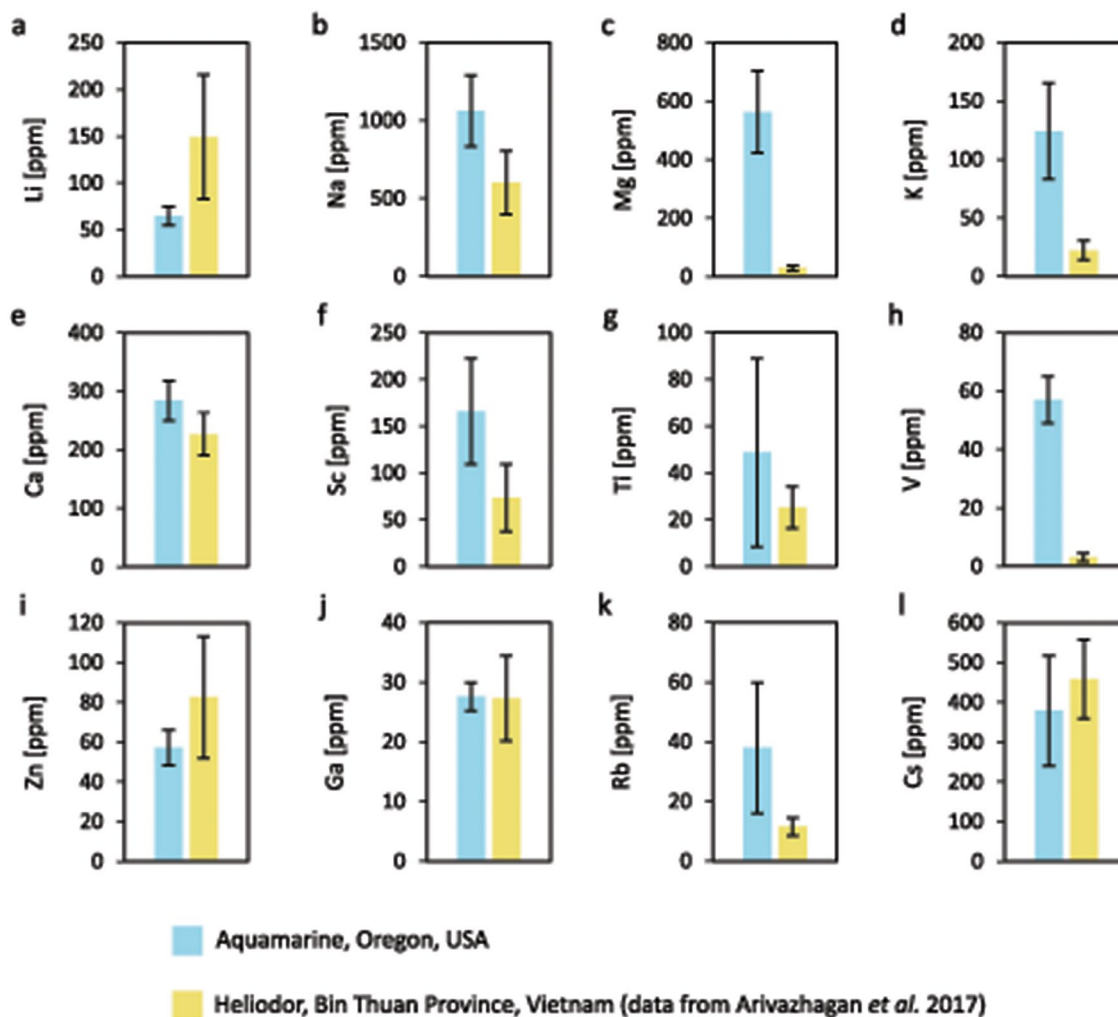 a
250
200
150
100
50
0
Li [ppm]
b
1500
1000
500
0
Na [ppm]
c
800
600
400
200
0
Mg [ppm]
d
200
150
100
50
0
K [ppm]
e
400
300
200
100
0
Ca [ppm]
f
250
200
150
100
50
0
Sc [ppm]
g
100
80
60
40
20
0
Ti [ppm]
h
80
60
40
20
0
V [ppm]
i
120
100
80
60
40
20
0
Zn [ppm]
j
40
30
20
10
0
Ga [ppm]
k
80
60
40
20
0
Rb [ppm]
l
600
500
400
300
200
100
0
Cs [ppm]
Aquamarine, Oregon, USA
Heliodor, Bin Thuan Province, Vietnam (data from Arivazhagan et al. 2017)